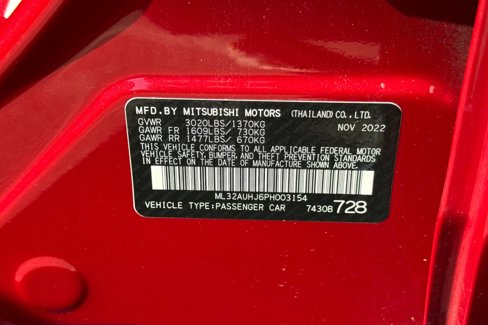 MFD.BY MITSUBISHI MOTORS (THAILAND) CO., LTD.
GVWR 3020LBS/1370KG NOV 2022
GAWR FR 1609LBS/ 730KG
GAWR RR 1477LBS/ 670KG
THIS VEHICLE CONFORMS TO ALL APPLICABLE FEDERAL MOTOR
VEHICLE SAFETY, BUMPER, AND THEFT PREVENTION STANDARDS
IN EFFECT ON THE DATE OF MANUFACTURE SHOWN ABOVE.
ML32AUHJ6PH003154
VEHICLE TYPE:PASSENGER CAR 7430B 728